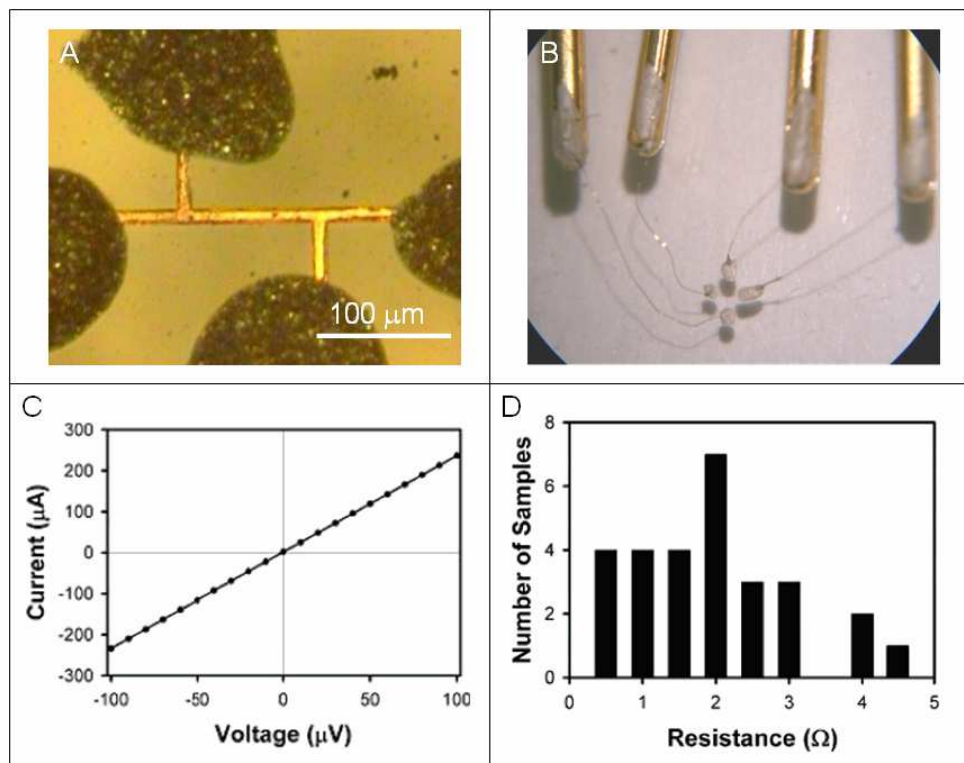 A
100 μm
B
C
300
200
100
0
-100
-200
-300
Current (μA)
-100
-50
0
50
100
Voltage (μV)
D
8
6
4
2
0
Number of Samples
0
1
2
3
4
5
Resistance (Ω)